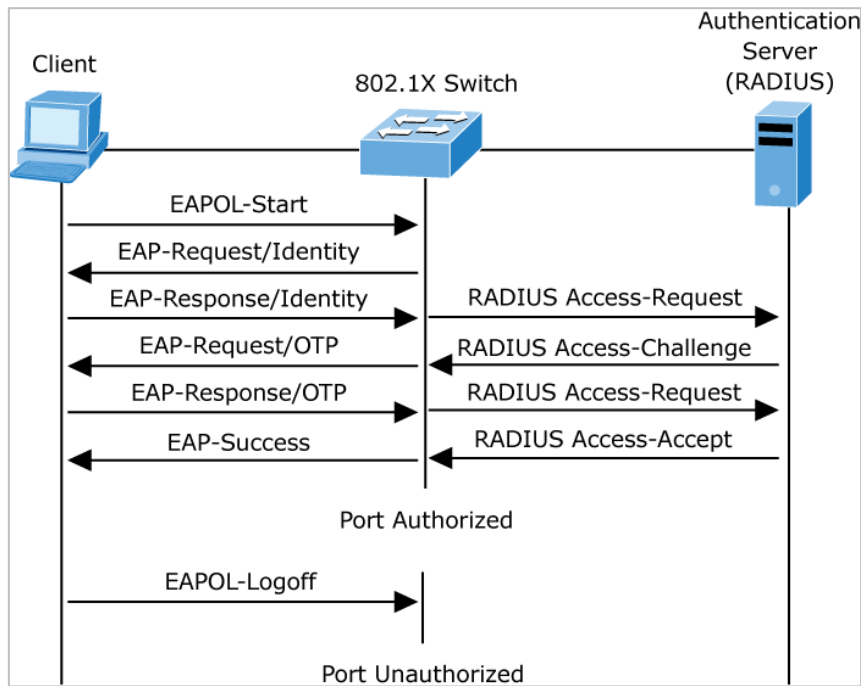 Authentication
Server
(RADIUS)
Client
802.1X Switch
EAPOL-Start
EAP-Request/Identity
EAP-Response/Identity
RADIUS Access-Request
EAP-Request/OTP
RADIUS Access-Challenge
EAP-Response/OTP
RADIUS Access-Request
EAP-Success
RADIUS Access-Accept
Port Authorized
EAPOL-Logoff
Port Unauthorized